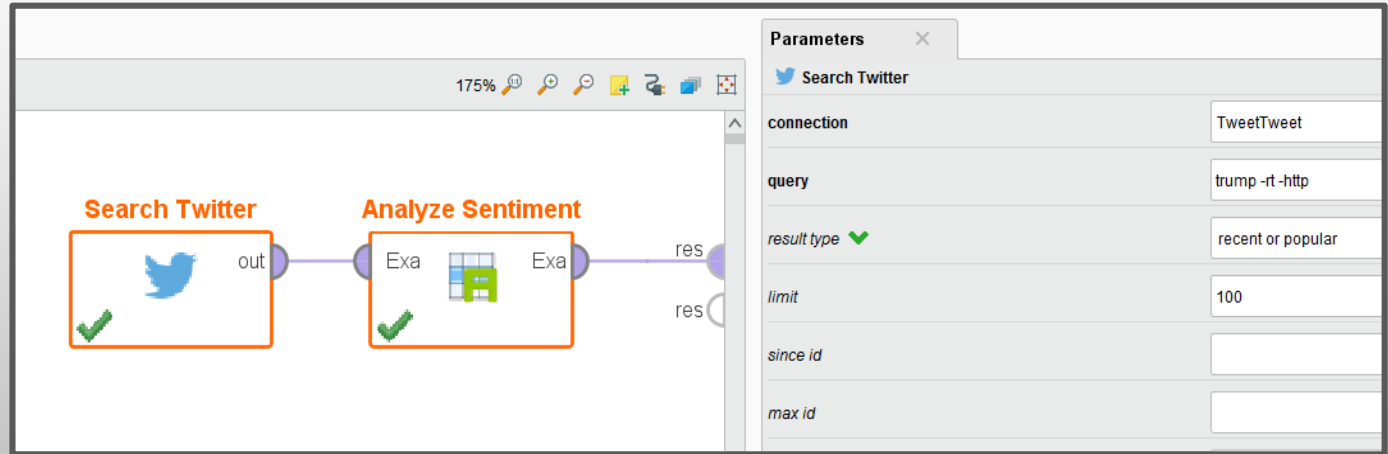 175%
Search Twitter
Analyze Sentiment
out
Exa
Exa
res
res
Parameters
Search Twitter
connection
TweetTweet
query
trump -rt -http
result type
recent or popular
limit
100
since id
max id